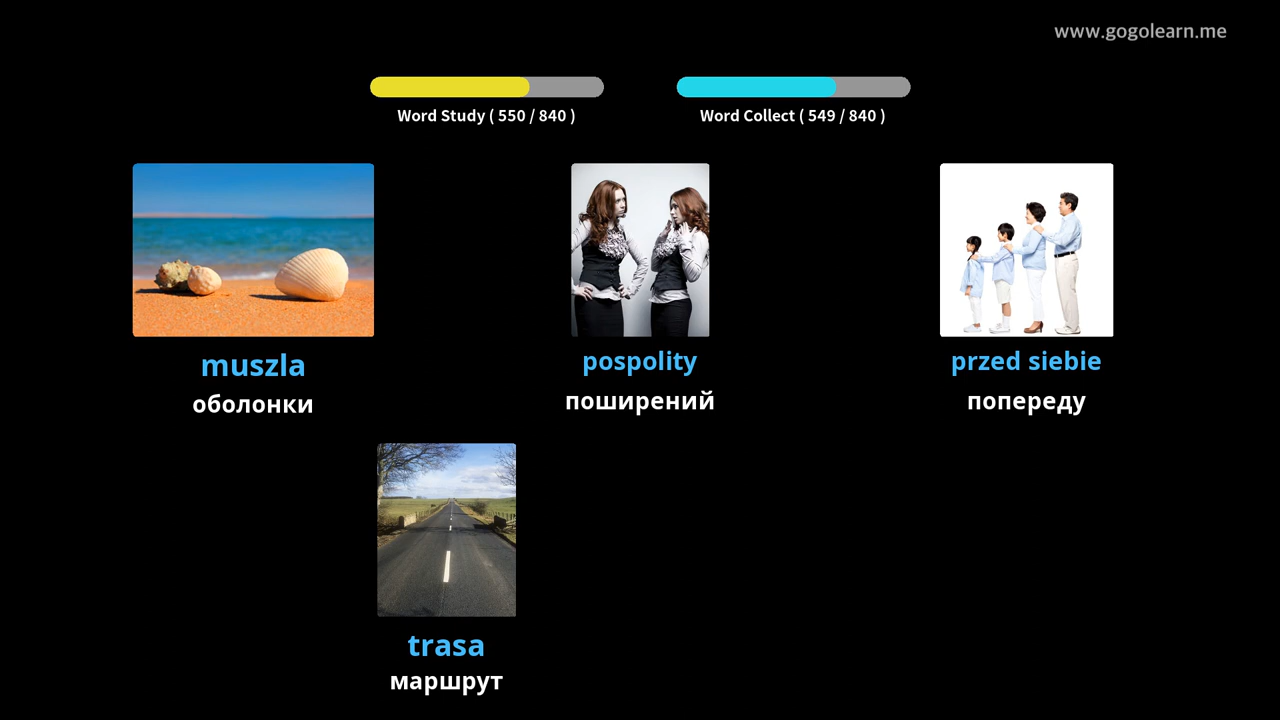 www.gogolearn.me
Word Study ( 550 / 840 )
Word Collect ( 549 / 840 )
muszla
оболонки
pospolity
поширений
przed siebie
попереду
trasa
маршрут